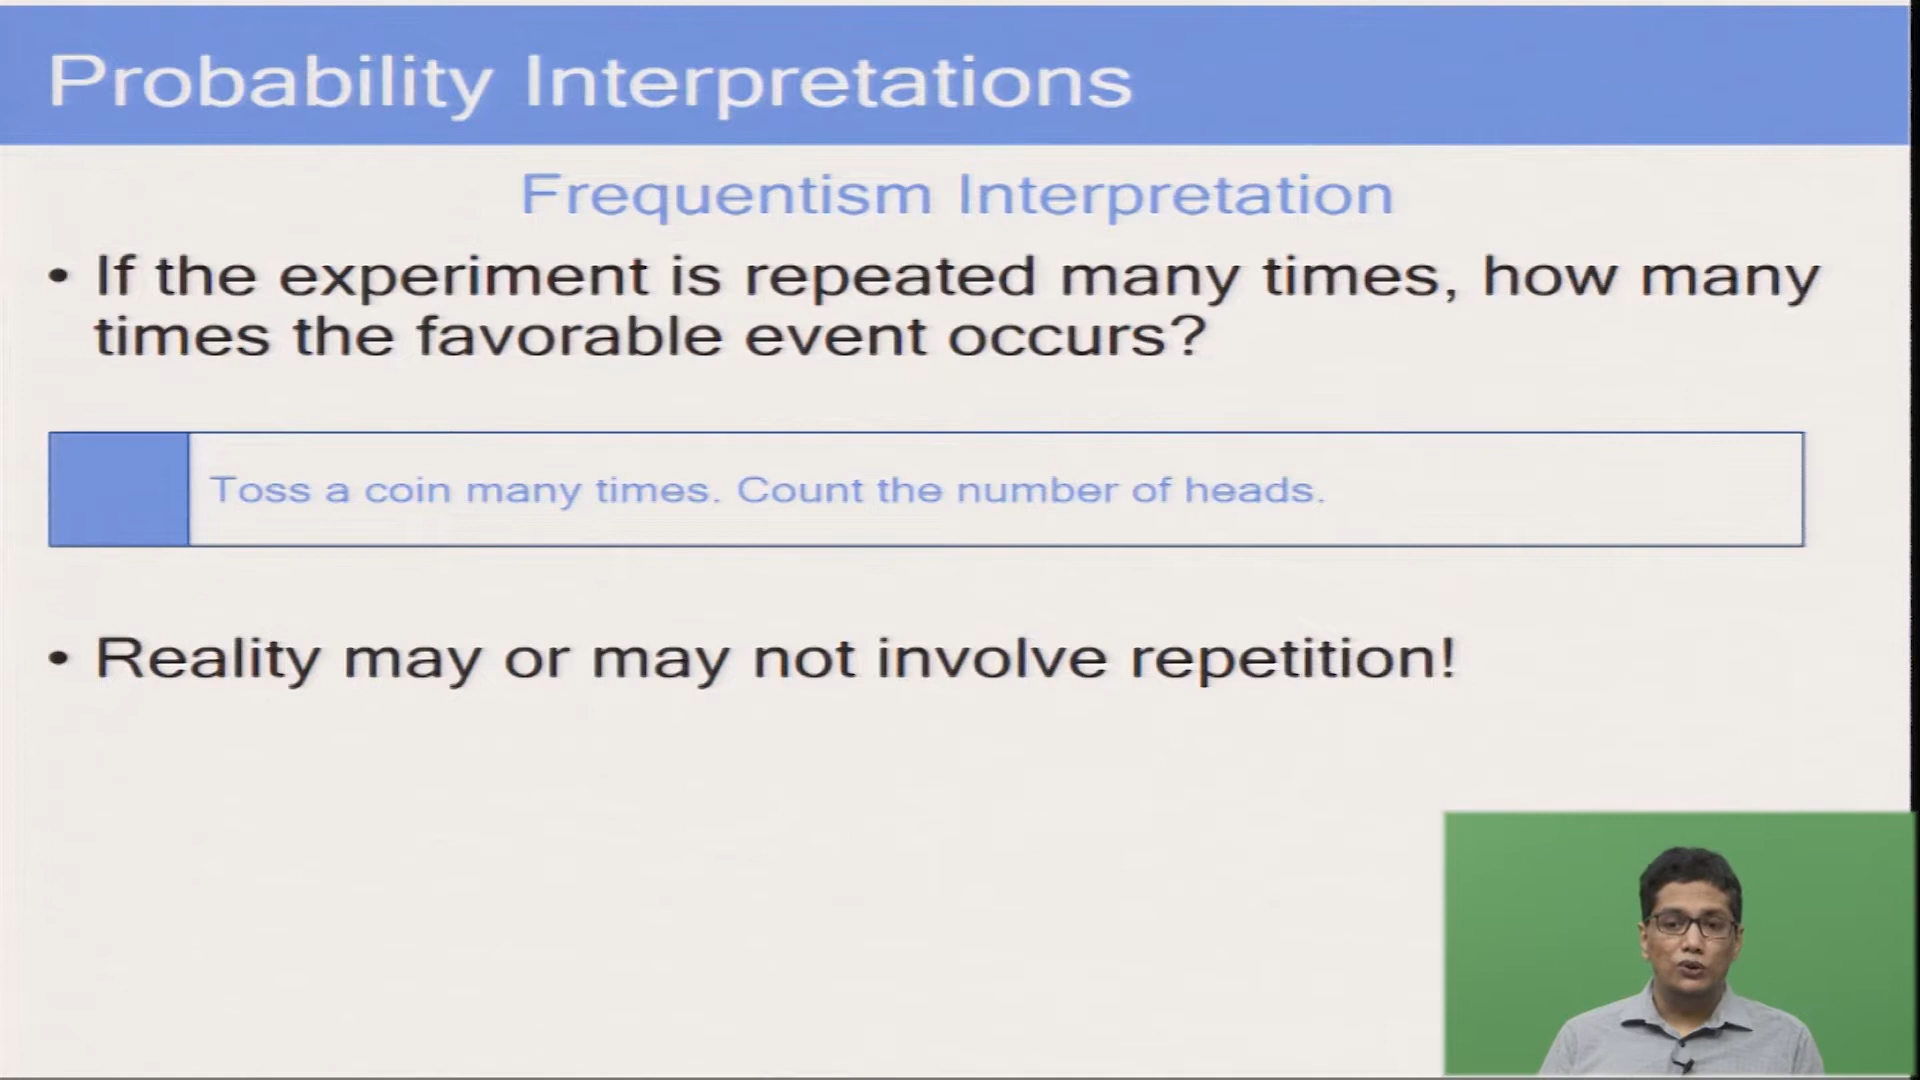 Probability Interpretations
Frequentism Interpretation
• If the experiment is repeated many times, how many
times the favorable event occurs?
Toss a coin many times. Count the number of heads.
• Reality may or may not involve repetition!